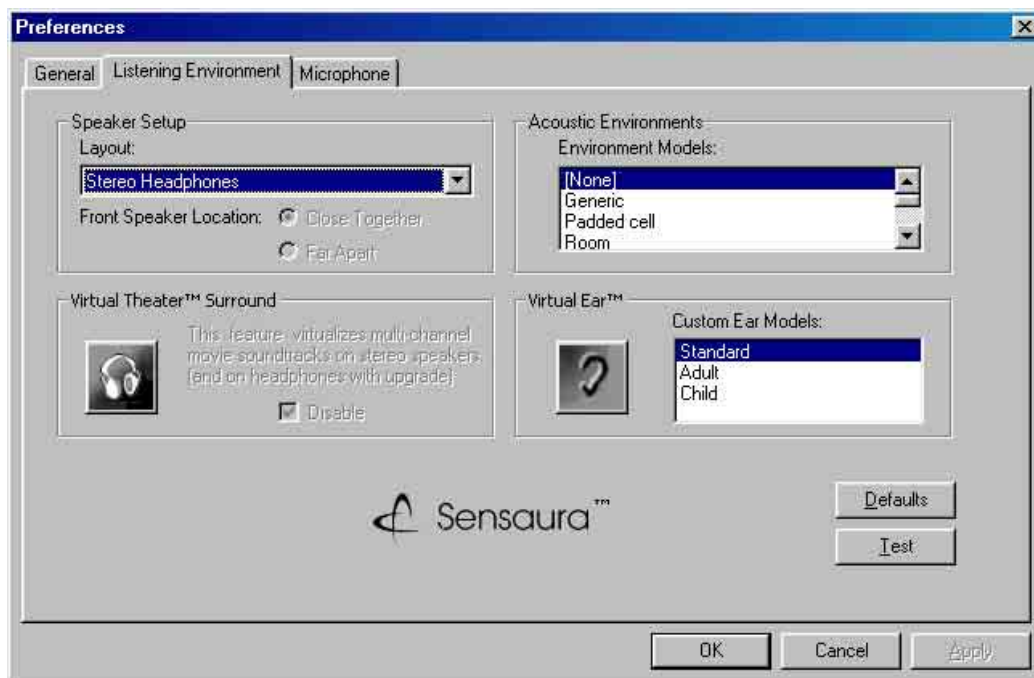 Preferences
General
Listening Environment
Microphone
Speaker Setup
Layout:
Stereo Headphones
Front Speaker Location:
Close Together
Far Apart
Acoustic Environments
Environment Models:
[None]
Generic
Padded cell
Room
Virtual Theater™ Surround
This feature virtualizes multi-channel
movie soundtracks on stereo speakers
(and on headphones with upgrade)
Disable
Virtual Ear™
Custom Ear Models:
Standard
Adult
Child
Sensaura™
Defaults
Test
OK
Cancel
Apply